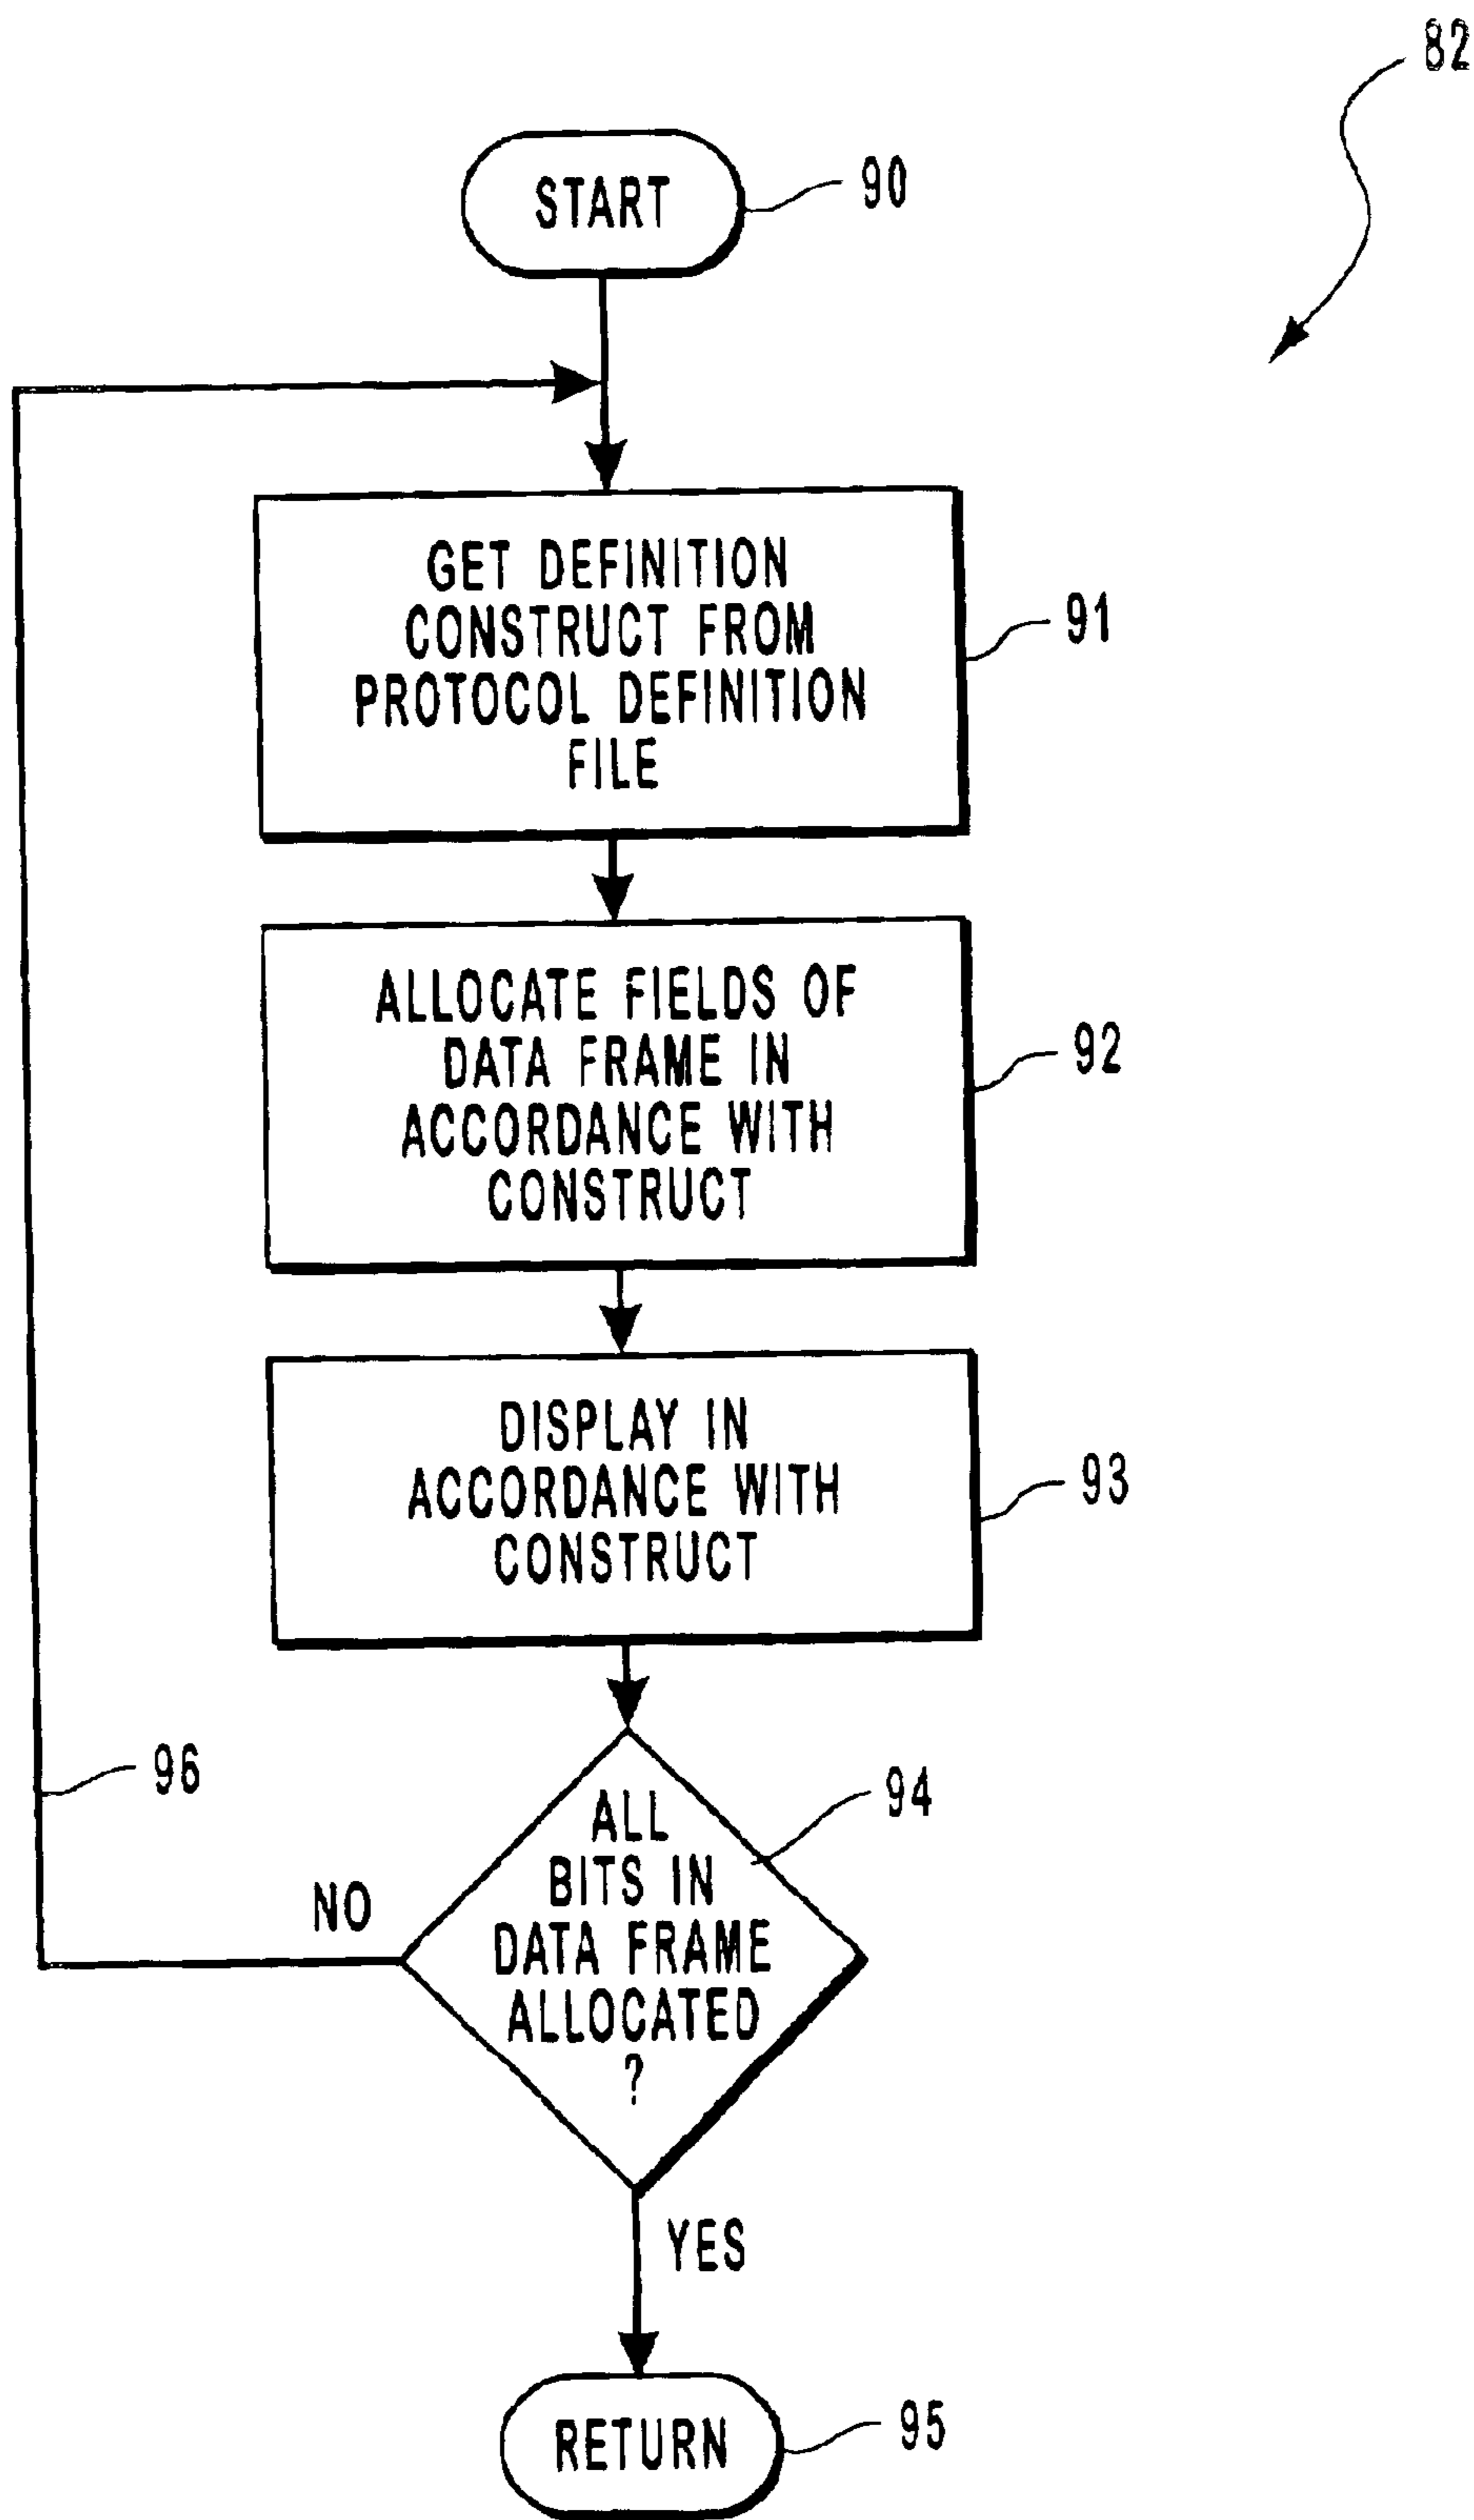 82
START
90
GET DEFINITION
CONSTRUCT FROM
PROTOCOL DEFINITION
FILE
91
ALLOCATE FIELDS OF
DATA FRAME IN
ACCORDANCE WITH
CONSTRUCT
92
DISPLAY IN
ACCORDANCE WITH
CONSTRUCT
93
96
94
ALL
BITS IN
DATA FRAME
ALLOCATED
?
NO
YES
RETURN
95